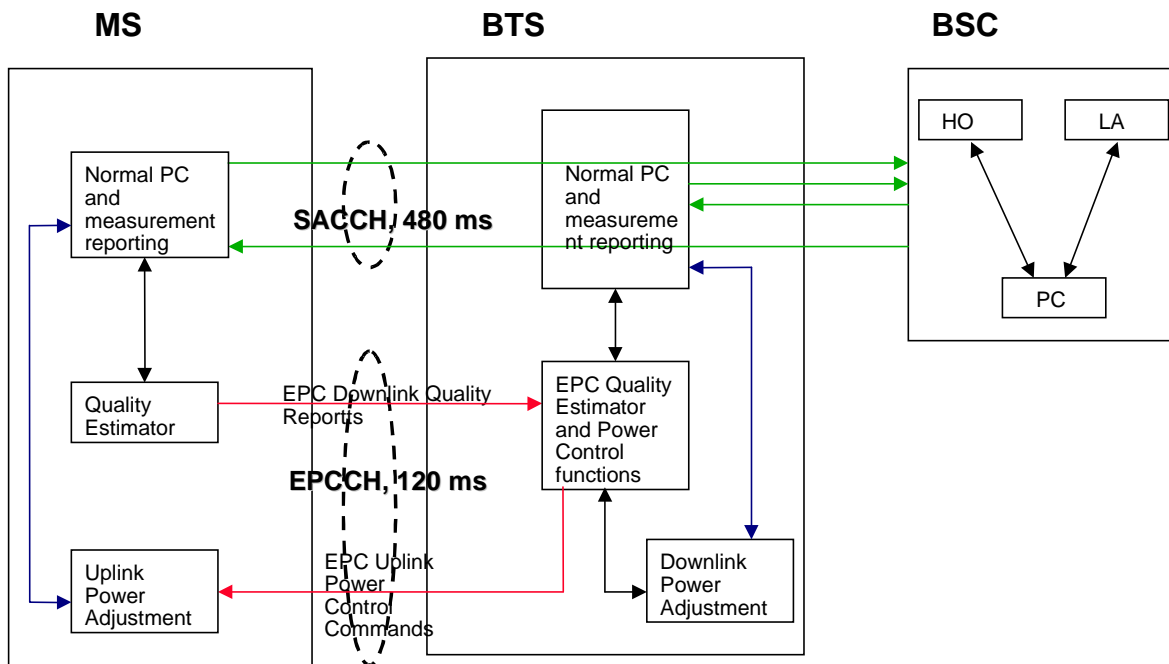 MS
BTS
BSC
HO
LA
PC
Normal PC
and
measurement
reporting
SACCH, 480 ms
Normal PC
and
measureme
nt reporting
Quality
Estimator
EPC Downlink Quality
Reportts
EPC Quality
Estimator
and Power
Control
functions
EPCCH, 120 ms
Uplink
Power
Adjustment
EPC Uplink
Power
Control
Commands
Downlink
Power
Adjustment